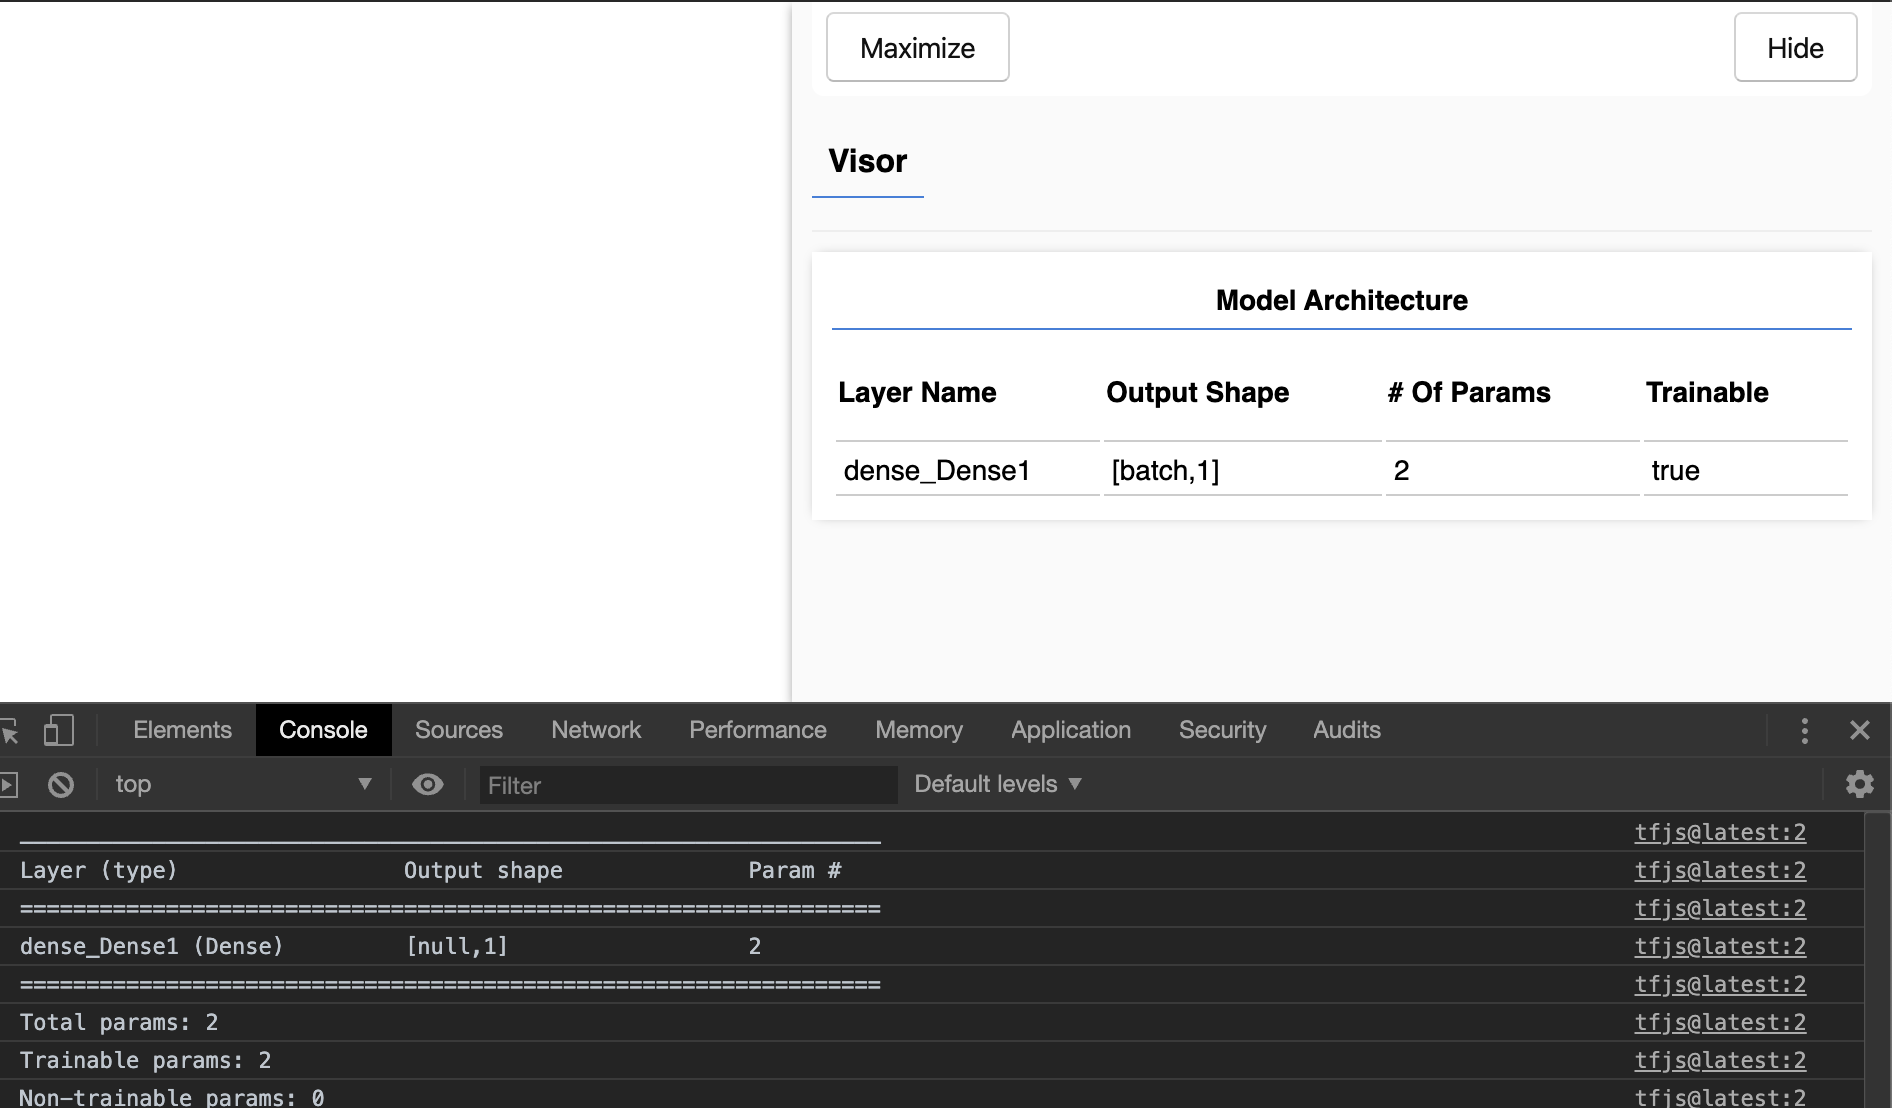 Maximize Hide
Visor
Model Architecture
Layer Name Output Shape # Of Params Trainable
dense_Dense1 [batch,1] 2 true
Elements Console Sources Network Performance Memory Application Security Audits
top Filter Default levels
tfjs@latest:2
Layer (type) Output shape Param # tfjs@latest:2
================================================================= tfjs@latest:2
dense_Dense1 (Dense) [null,1] 2 tfjs@latest:2
================================================================= tfjs@latest:2
Total params: 2 tfjs@latest:2
Trainable params: 2 tfjs@latest:2
Non-trainable params: 0 tfjs@latest:2